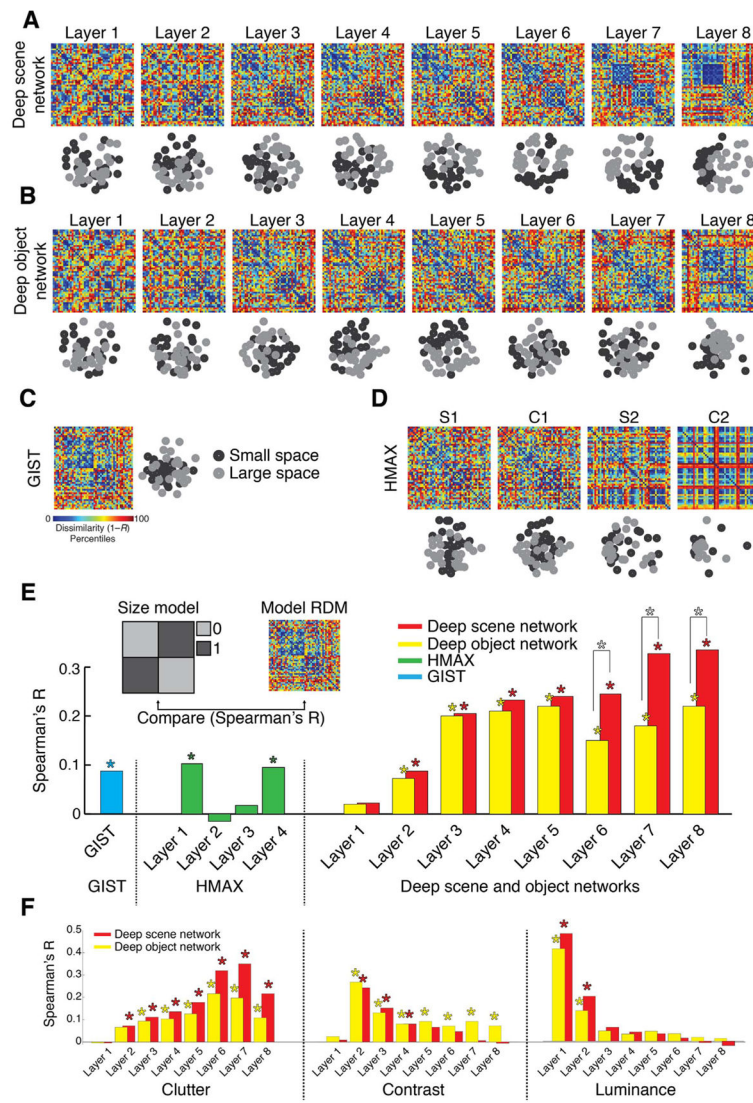 A
Layer 1 Layer 2 Layer 3 Layer 4 Layer 5 Layer 6 Layer 7 Layer 8
Deep scene
network
B
Layer 1 Layer 2 Layer 3 Layer 4 Layer 5 Layer 6 Layer 7 Layer 8
Deep object
network
C
GIST
Small space
Large space
0 100
Dissimilarity (1−R)
Percentiles
D
S1 C1 S2 C2
HMAX
E
Size model
0
1
Model RDM
Compare (Spearman's R)
Deep scene network
Deep object network
HMAX
GIST
Spearman's R
0.3
0.2
0.1
0
GIST
Layer 1 Layer 2 Layer 3 Layer 4
Layer 1 Layer 2 Layer 3 Layer 4 Layer 5 Layer 6 Layer 7 Layer 8
GIST HMAX Deep scene and object networks
F
Deep scene network
Deep object network
Spearman's R
0.5
0.4
0.3
0.2
0.1
0
Layer 1 Layer 2 Layer 3 Layer 4 Layer 5 Layer 6 Layer 7 Layer 8
Layer 1 Layer 2 Layer 3 Layer 4 Layer 5 Layer 6 Layer 7 Layer 8
Layer 1 Layer 2 Layer 3 Layer 4 Layer 5 Layer 6 Layer 7 Layer 8
Clutter Contrast Luminance